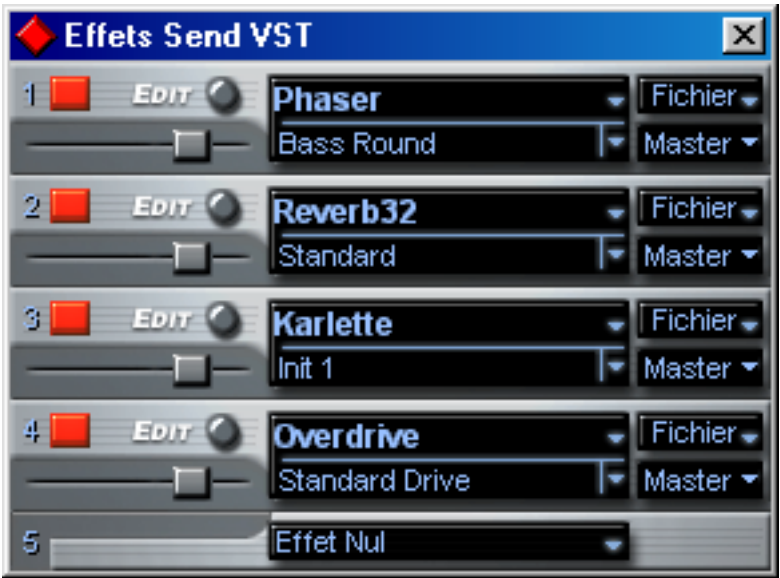 Effets Send VST
1 EDIT Phaser Fichier
Bass Round Master
2 EDIT Reverb32 Fichier
Standard Master
3 EDIT Karlette Fichier
Init 1 Master
4 EDIT Overdrive Fichier
Standard Drive Master
5 Effet Nul